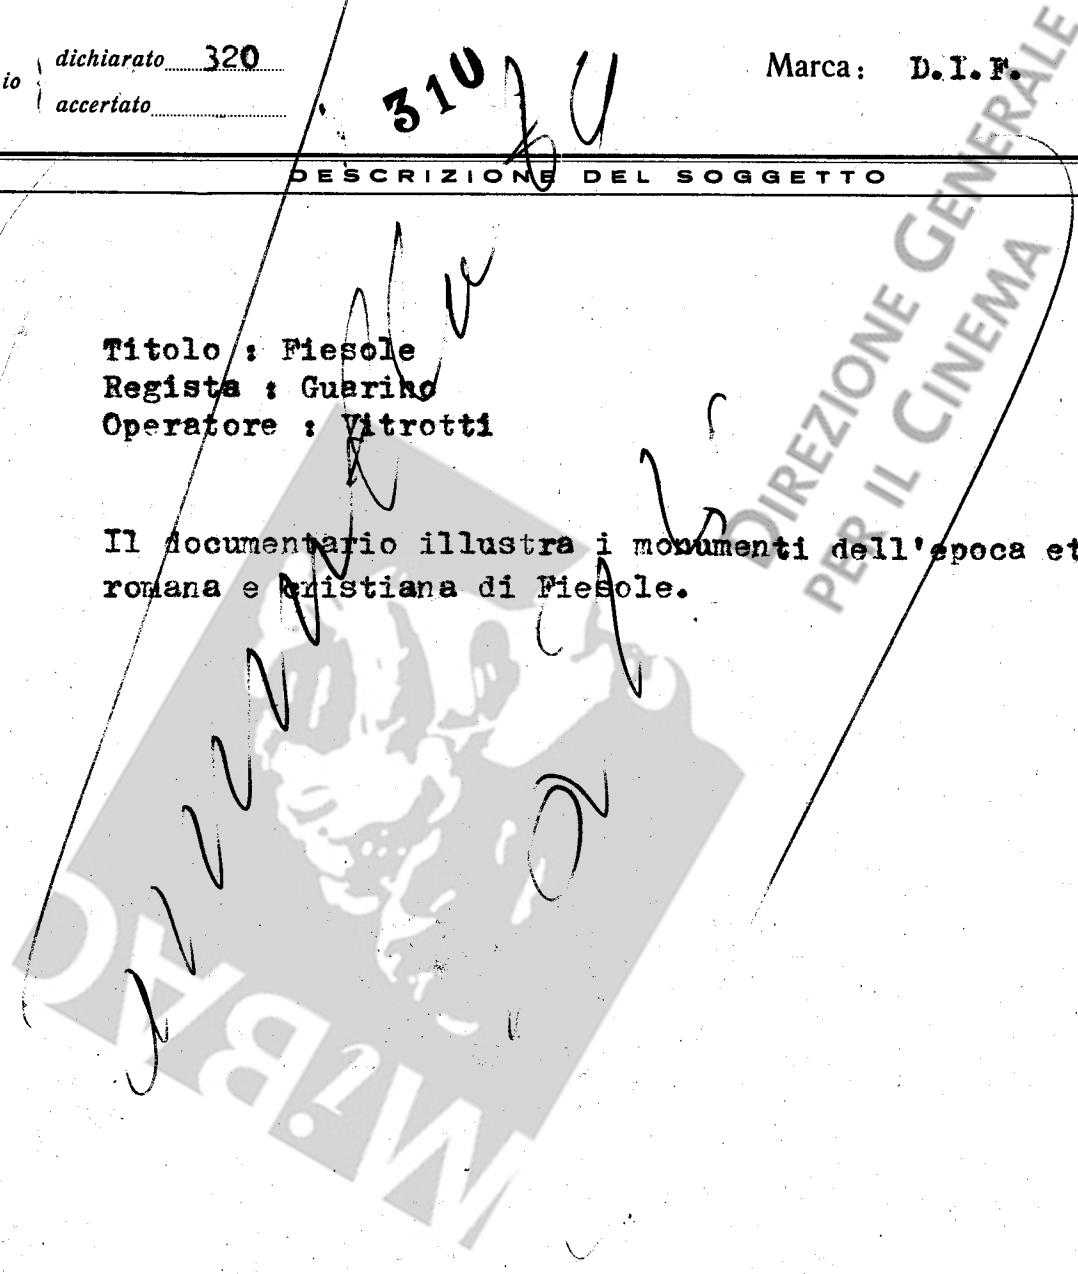 dichiarato 320
io
accertato
310
Marca: D.I.F.
DESCRIZIONE DEL SOGGETTO
Titolo : Fiesole
Regista : Guarino
Operatore : Vitrotti
Il documentario illustra i monumenti dell'epoca et
romana e cristiana di Fiesole.
DIREZIONE GENERALE
PER IL CINEMA
MiBAC